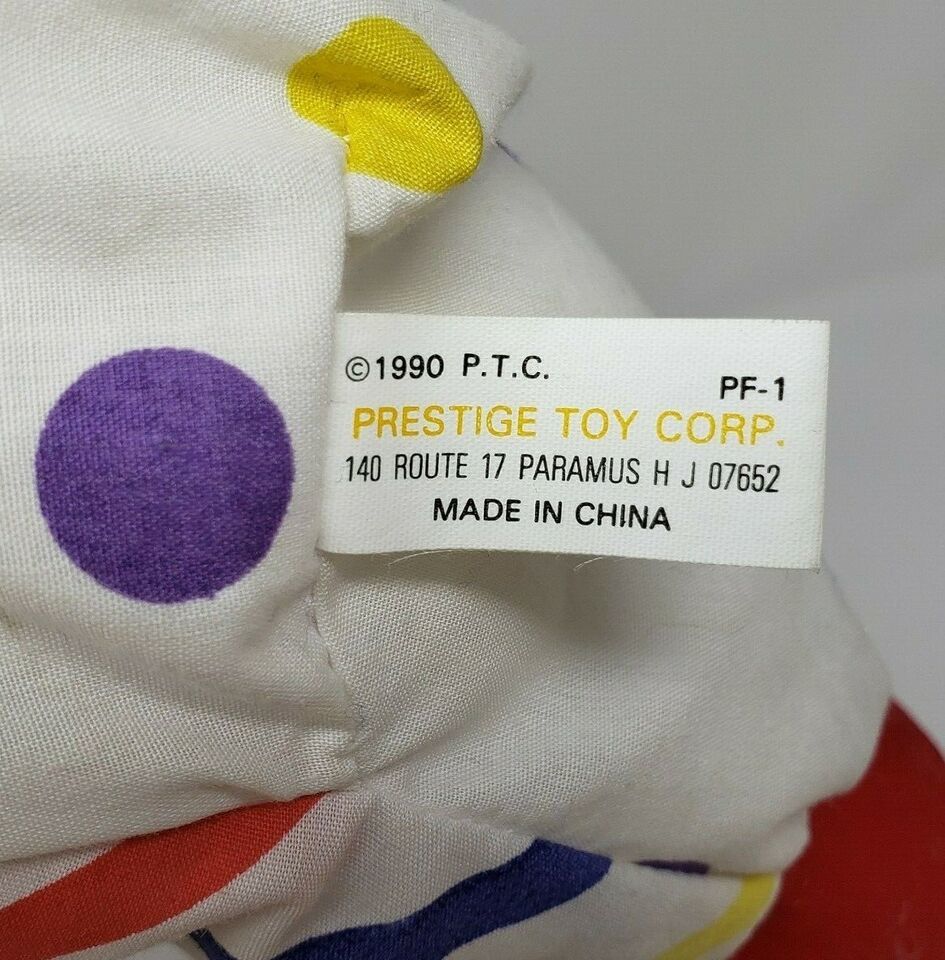 ©1990 P.T.C.
PF-1
PRESTIGE TOY CORP.
140 ROUTE 17 PARAMUS H J 07652
MADE IN CHINA